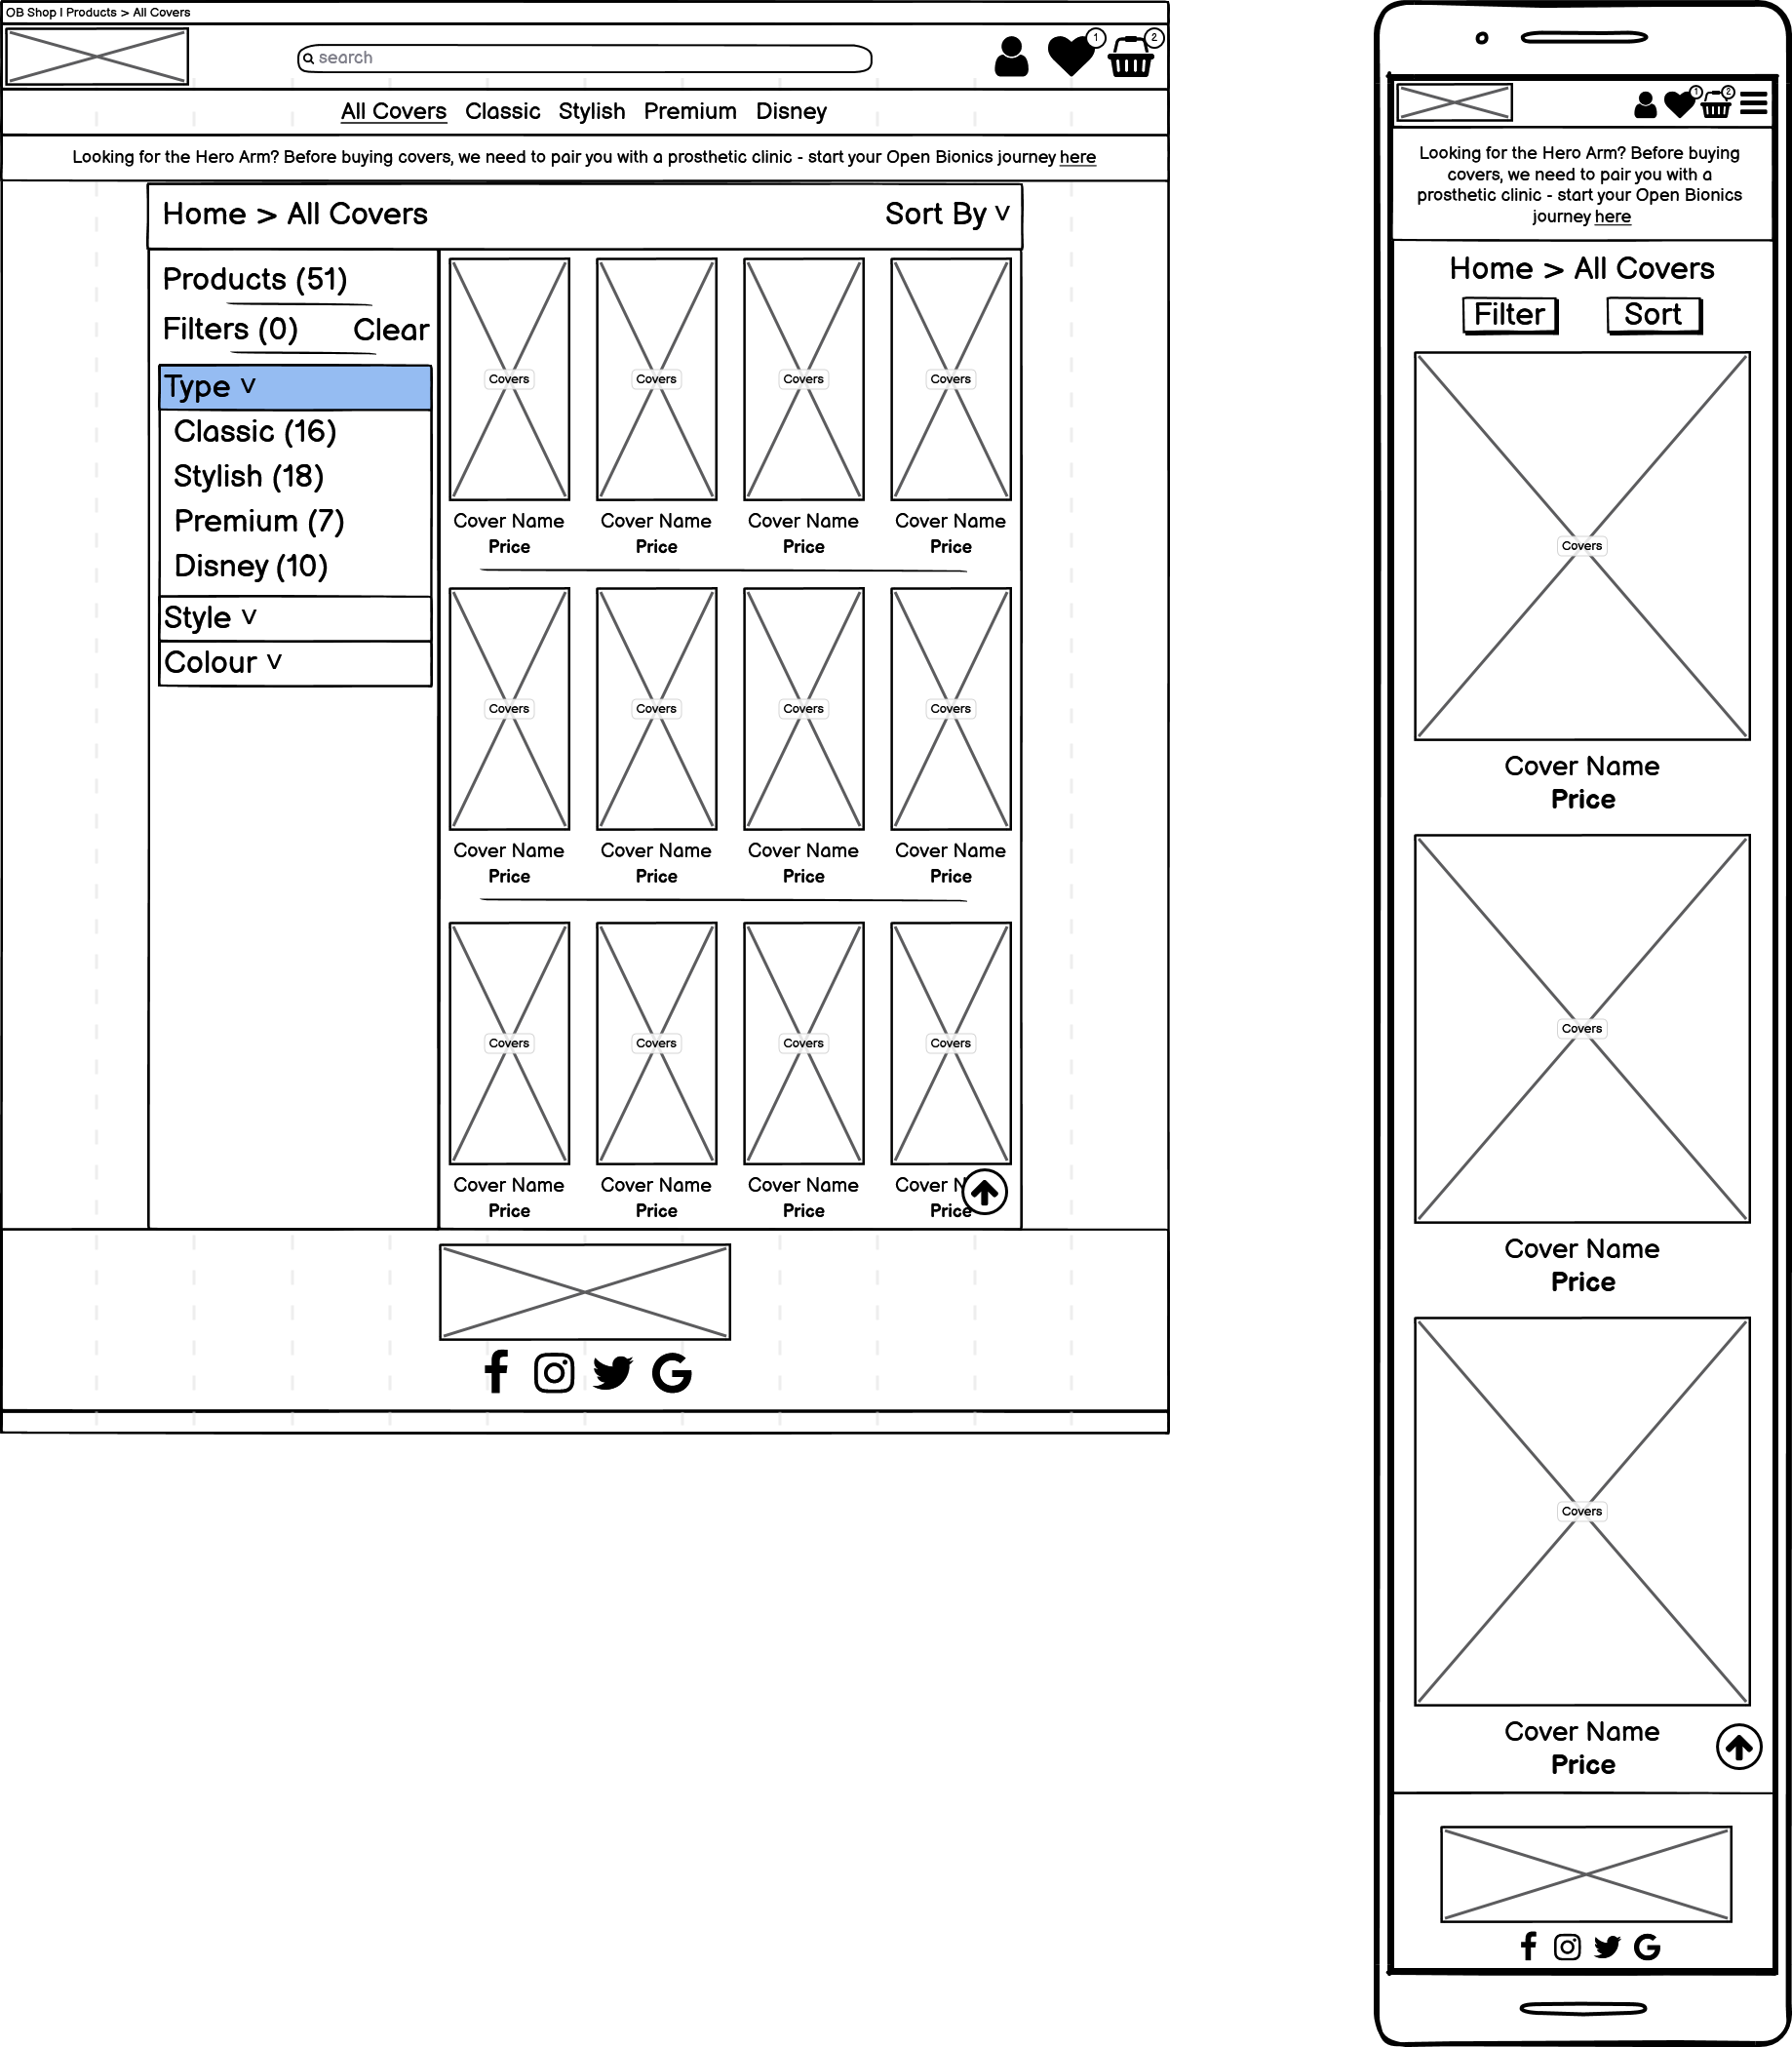 OB Shop | Products > All Covers
search
1
2
All Covers Classic Stylish Premium Disney
Looking for the Hero Arm? Before buying covers, we need to pair you with a prosthetic clinic - start your Open Bionics journey here
Home > All Covers
Sort By ˅
Products (51)
Filters (0) Clear
Type ˅
Classic (16)
Stylish (18)
Premium (7)
Disney (10)
Style ˅
Colour ˅
Covers Covers Covers Covers
Cover Name Cover Name Cover Name Cover Name
Price Price Price Price
Covers Covers Covers Covers
Cover Name Cover Name Cover Name Cover Name
Price Price Price Price
Covers Covers Covers Covers
Cover Name Cover Name Cover Name Cover N
Price Price Price Price
1
2
Looking for the Hero Arm? Before buying
covers, we need to pair you with a
prosthetic clinic - start your Open Bionics
journey here
Home > All Covers
Filter Sort
Covers
Cover Name
Price
Covers
Cover Name
Price
Covers
Cover Name
Price